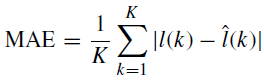 MAE = \frac{1}{K} \sum_{k=1}^{K} |l(k) - \hat{l}(k)|